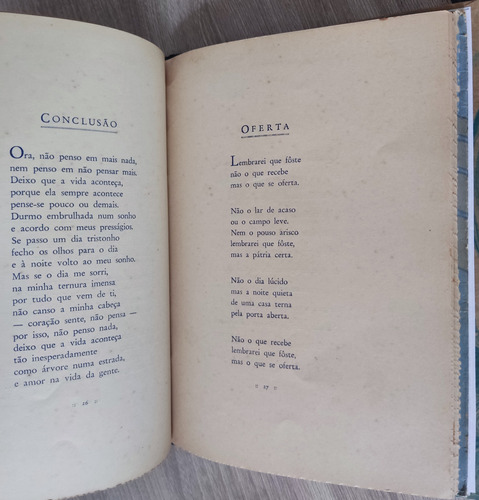 CONCLUSÃO
Ora, não penso em mais nada,
nem penso em não pensar mais.
Deixo que a vida aconteça,
porque ela sempre acontece
pense-se pouco ou demais.
Durmo embrulhada num sonho
e acordo com meus presságios.
Se passo um dia tristonho
fecho os olhos para o dia
e à noite volto ao meu sonho.
Mas se o dia me sorri,
na minha ternura imensa
por tudo que vem de ti,
não canso a minha cabeça
— coração sente, não pensa —
por isso, não penso nada,
deixo que a vida aconteça
tão inesperadamente
como árvore numa estrada,
e amor na vida da gente.
26
OFERTA
Lembrarei que fôste
não o que recebe
mas o que se oferta.
Não o lar de acaso
ou o campo leve.
Nem o pouso àrisco
lembrarei que fôste,
mas a pátria certa.
Não o dia lúcido
mas a noite quieta
de uma casa terna
pela porta aberta.
Não o que recebe
lembrarei que fôste,
mas o que se oferta.
27